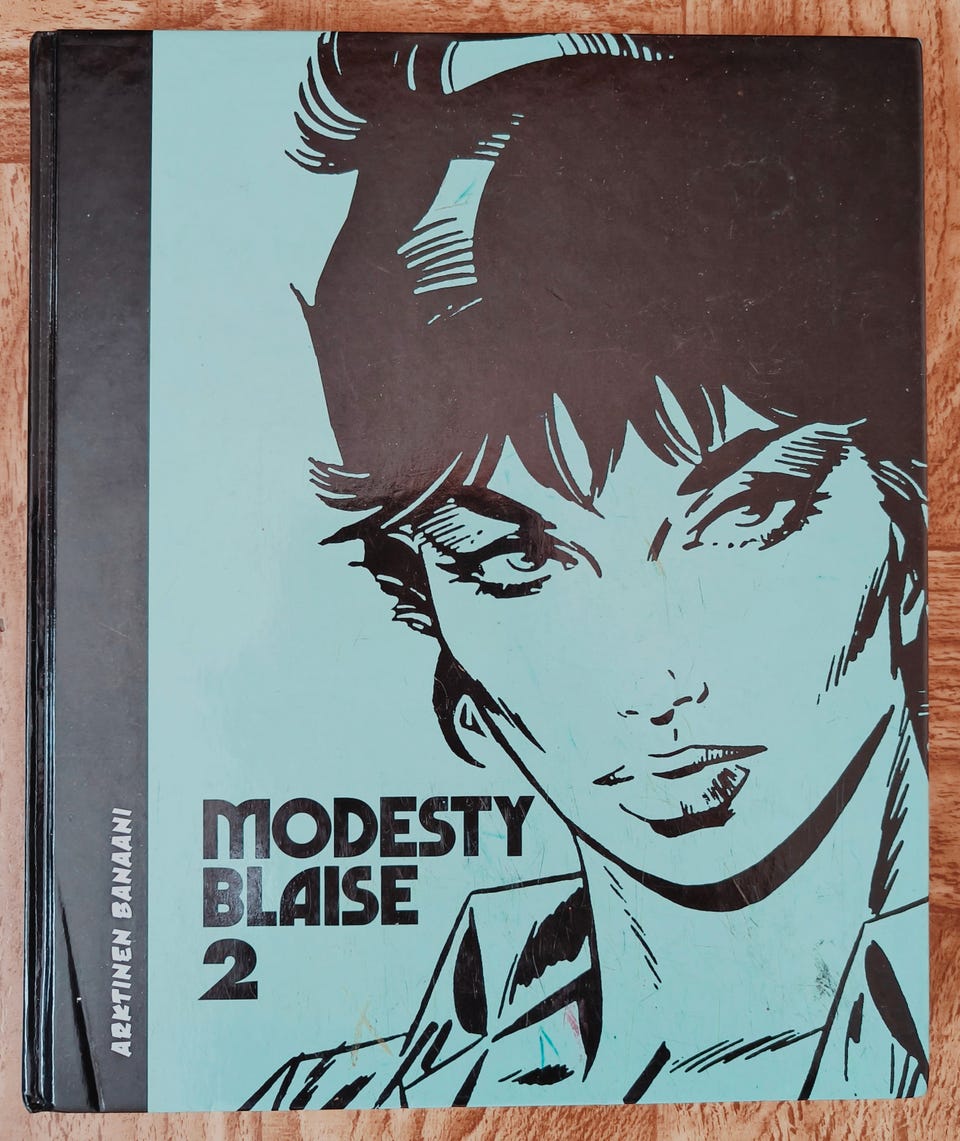 MODESTY
BLAISE
2
ARKTINEN BANAANI